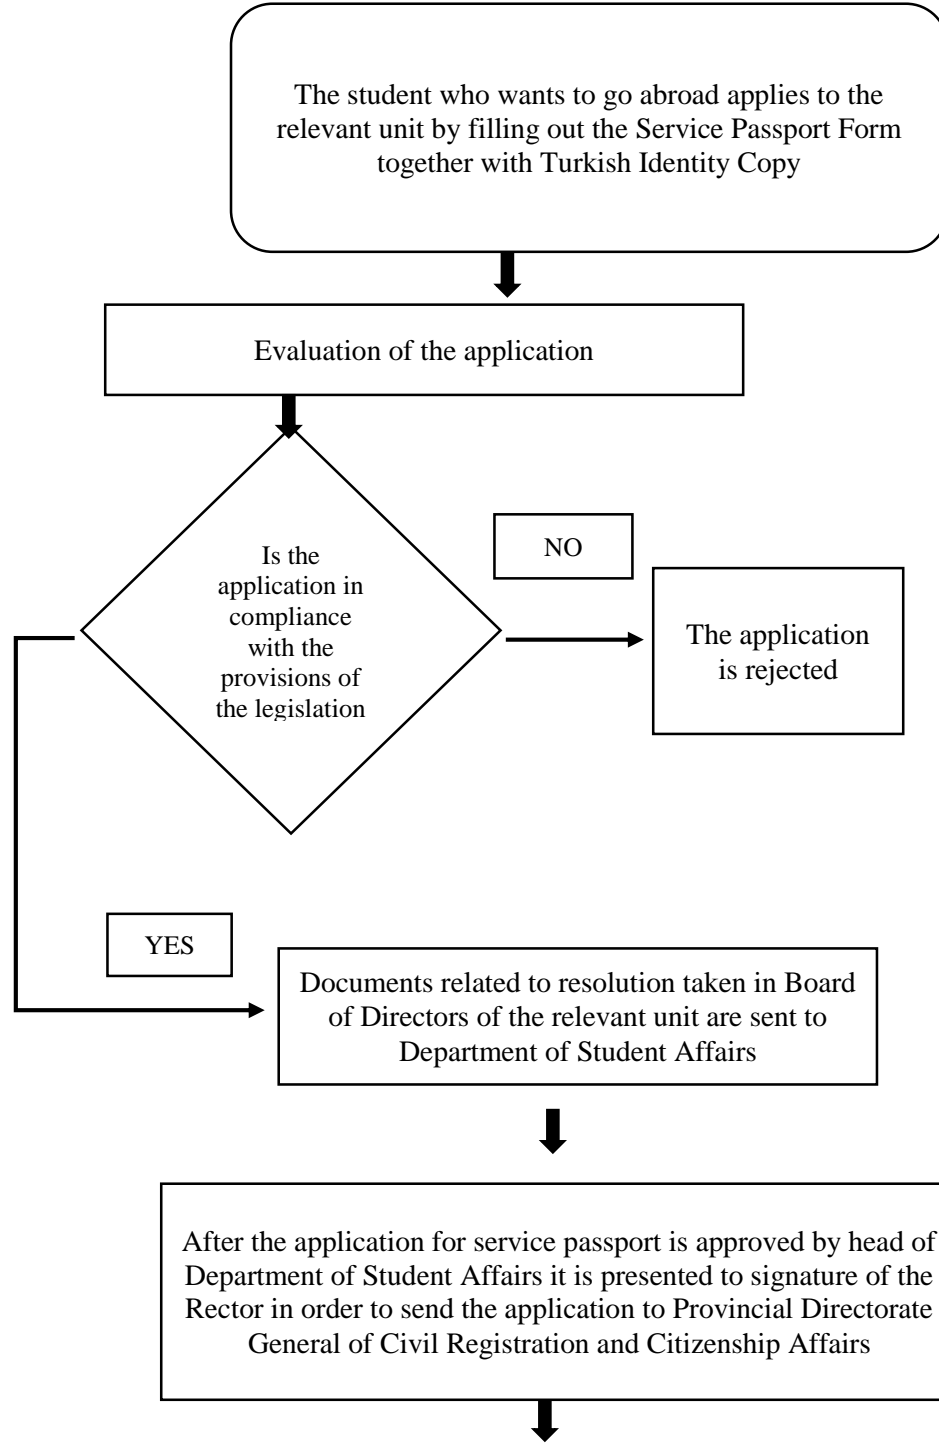 The student who wants to go abroad applies to the
relevant unit by filling out the Service Passport Form
together with Turkish Identity Copy
Evaluation of the application
Is the
application in
compliance
with the
provisions of
the legislation
NO
The application
is rejected
YES
Documents related to resolution taken in Board
of Directors of the relevant unit are sent to
Department of Student Affairs
After the application for service passport is approved by head of
Department of Student Affairs it is presented to signature of the
Rector in order to send the application to Provincial Directorate
General of Civil Registration and Citizenship Affairs